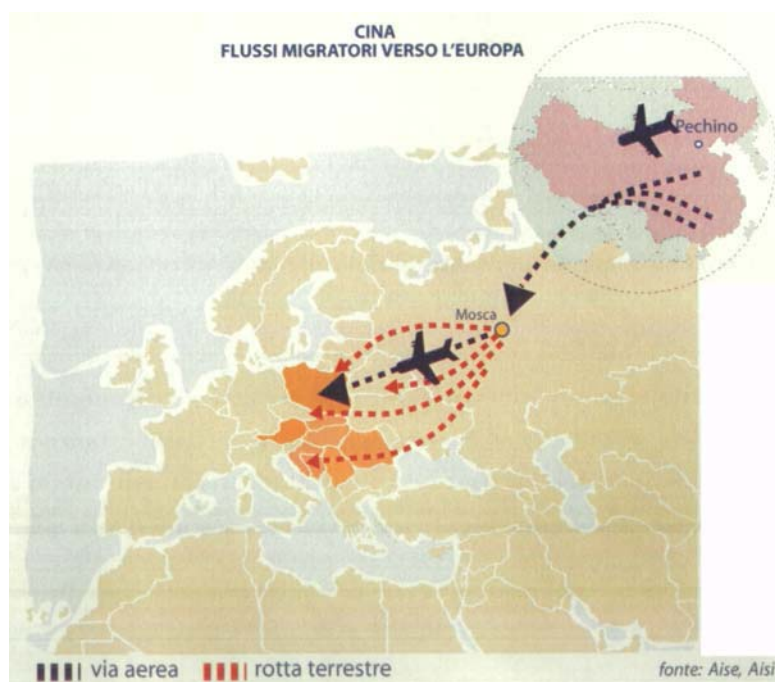 CINA
FLUSSI MIGRATORI VERSO L'EUROPA
Pechino
Mosca
via aerea
rotta terrestre
fonte: Aise, Aisi